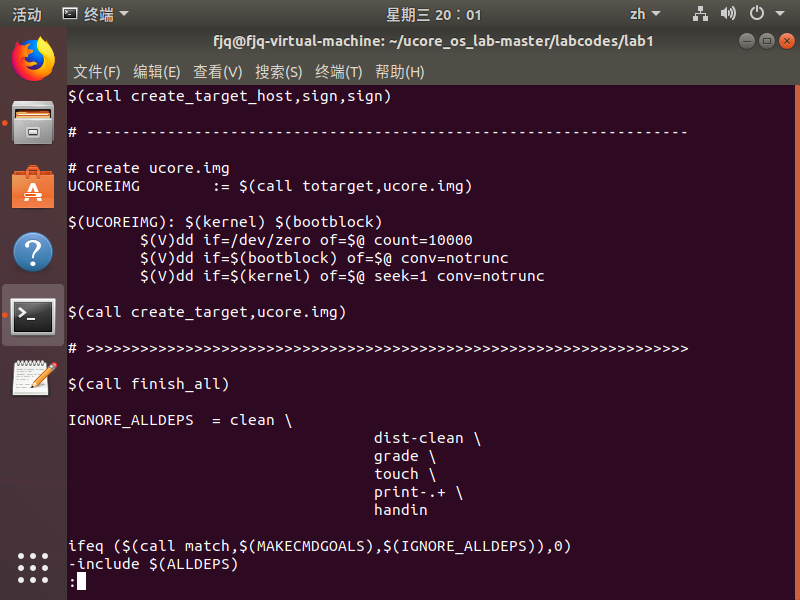 活动 终端 星期三 20：01 zh
fjq@fjq-virtual-machine: ~/ucore_os_lab-master/labcodes/lab1
文件(F) 编辑(E) 查看(V) 搜索(S) 终端(T) 帮助(H)
$(call create_target_host,sign,sign)
# -------------------------------------------------------------------
# create ucore.img
UCOREIMG        := $(call totarget,ucore.img)
$(UCOREIMG): $(kernel) $(bootblock)
        $(V)dd if=/dev/zero of=$@ count=10000
        $(V)dd if=$(bootblock) of=$@ conv=notrunc
        $(V)dd if=$(kernel) of=$@ seek=1 conv=notrunc
$(call create_target,ucore.img)
# >>>>>>>>>>>>>>>>>>>>>>>>>>>>>>>>>>>>>>>>>>>>>>>>>>>>>>>>>>>>>>>>>>>
$(call finish_all)
IGNORE_ALLDEPS  = clean \
                                  dist-clean \
                                  grade \
                                  touch \
                                  print-.+ \
                                  handin
ifeq ($(call match,$(MAKECMDGOALS),$(IGNORE_ALLDEPS)),0)
-include $(ALLDEPS)
: